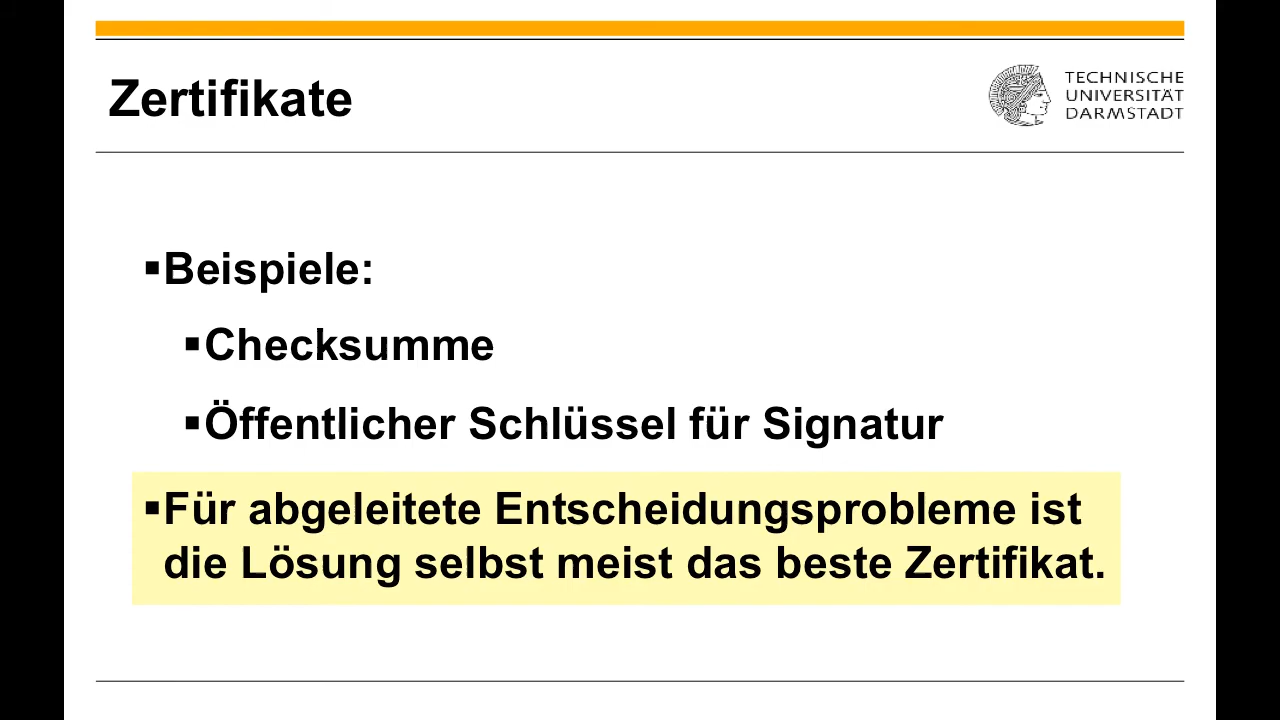 Zertifikate
TECHNISCHE
UNIVERSITÄT
DARMSTADT
▪Beispiele:
▪Checksumme
▪Öffentlicher Schlüssel für Signatur
▪Für abgeleitete Entscheidungsprobleme ist
die Lösung selbst meist das beste Zertifikat.